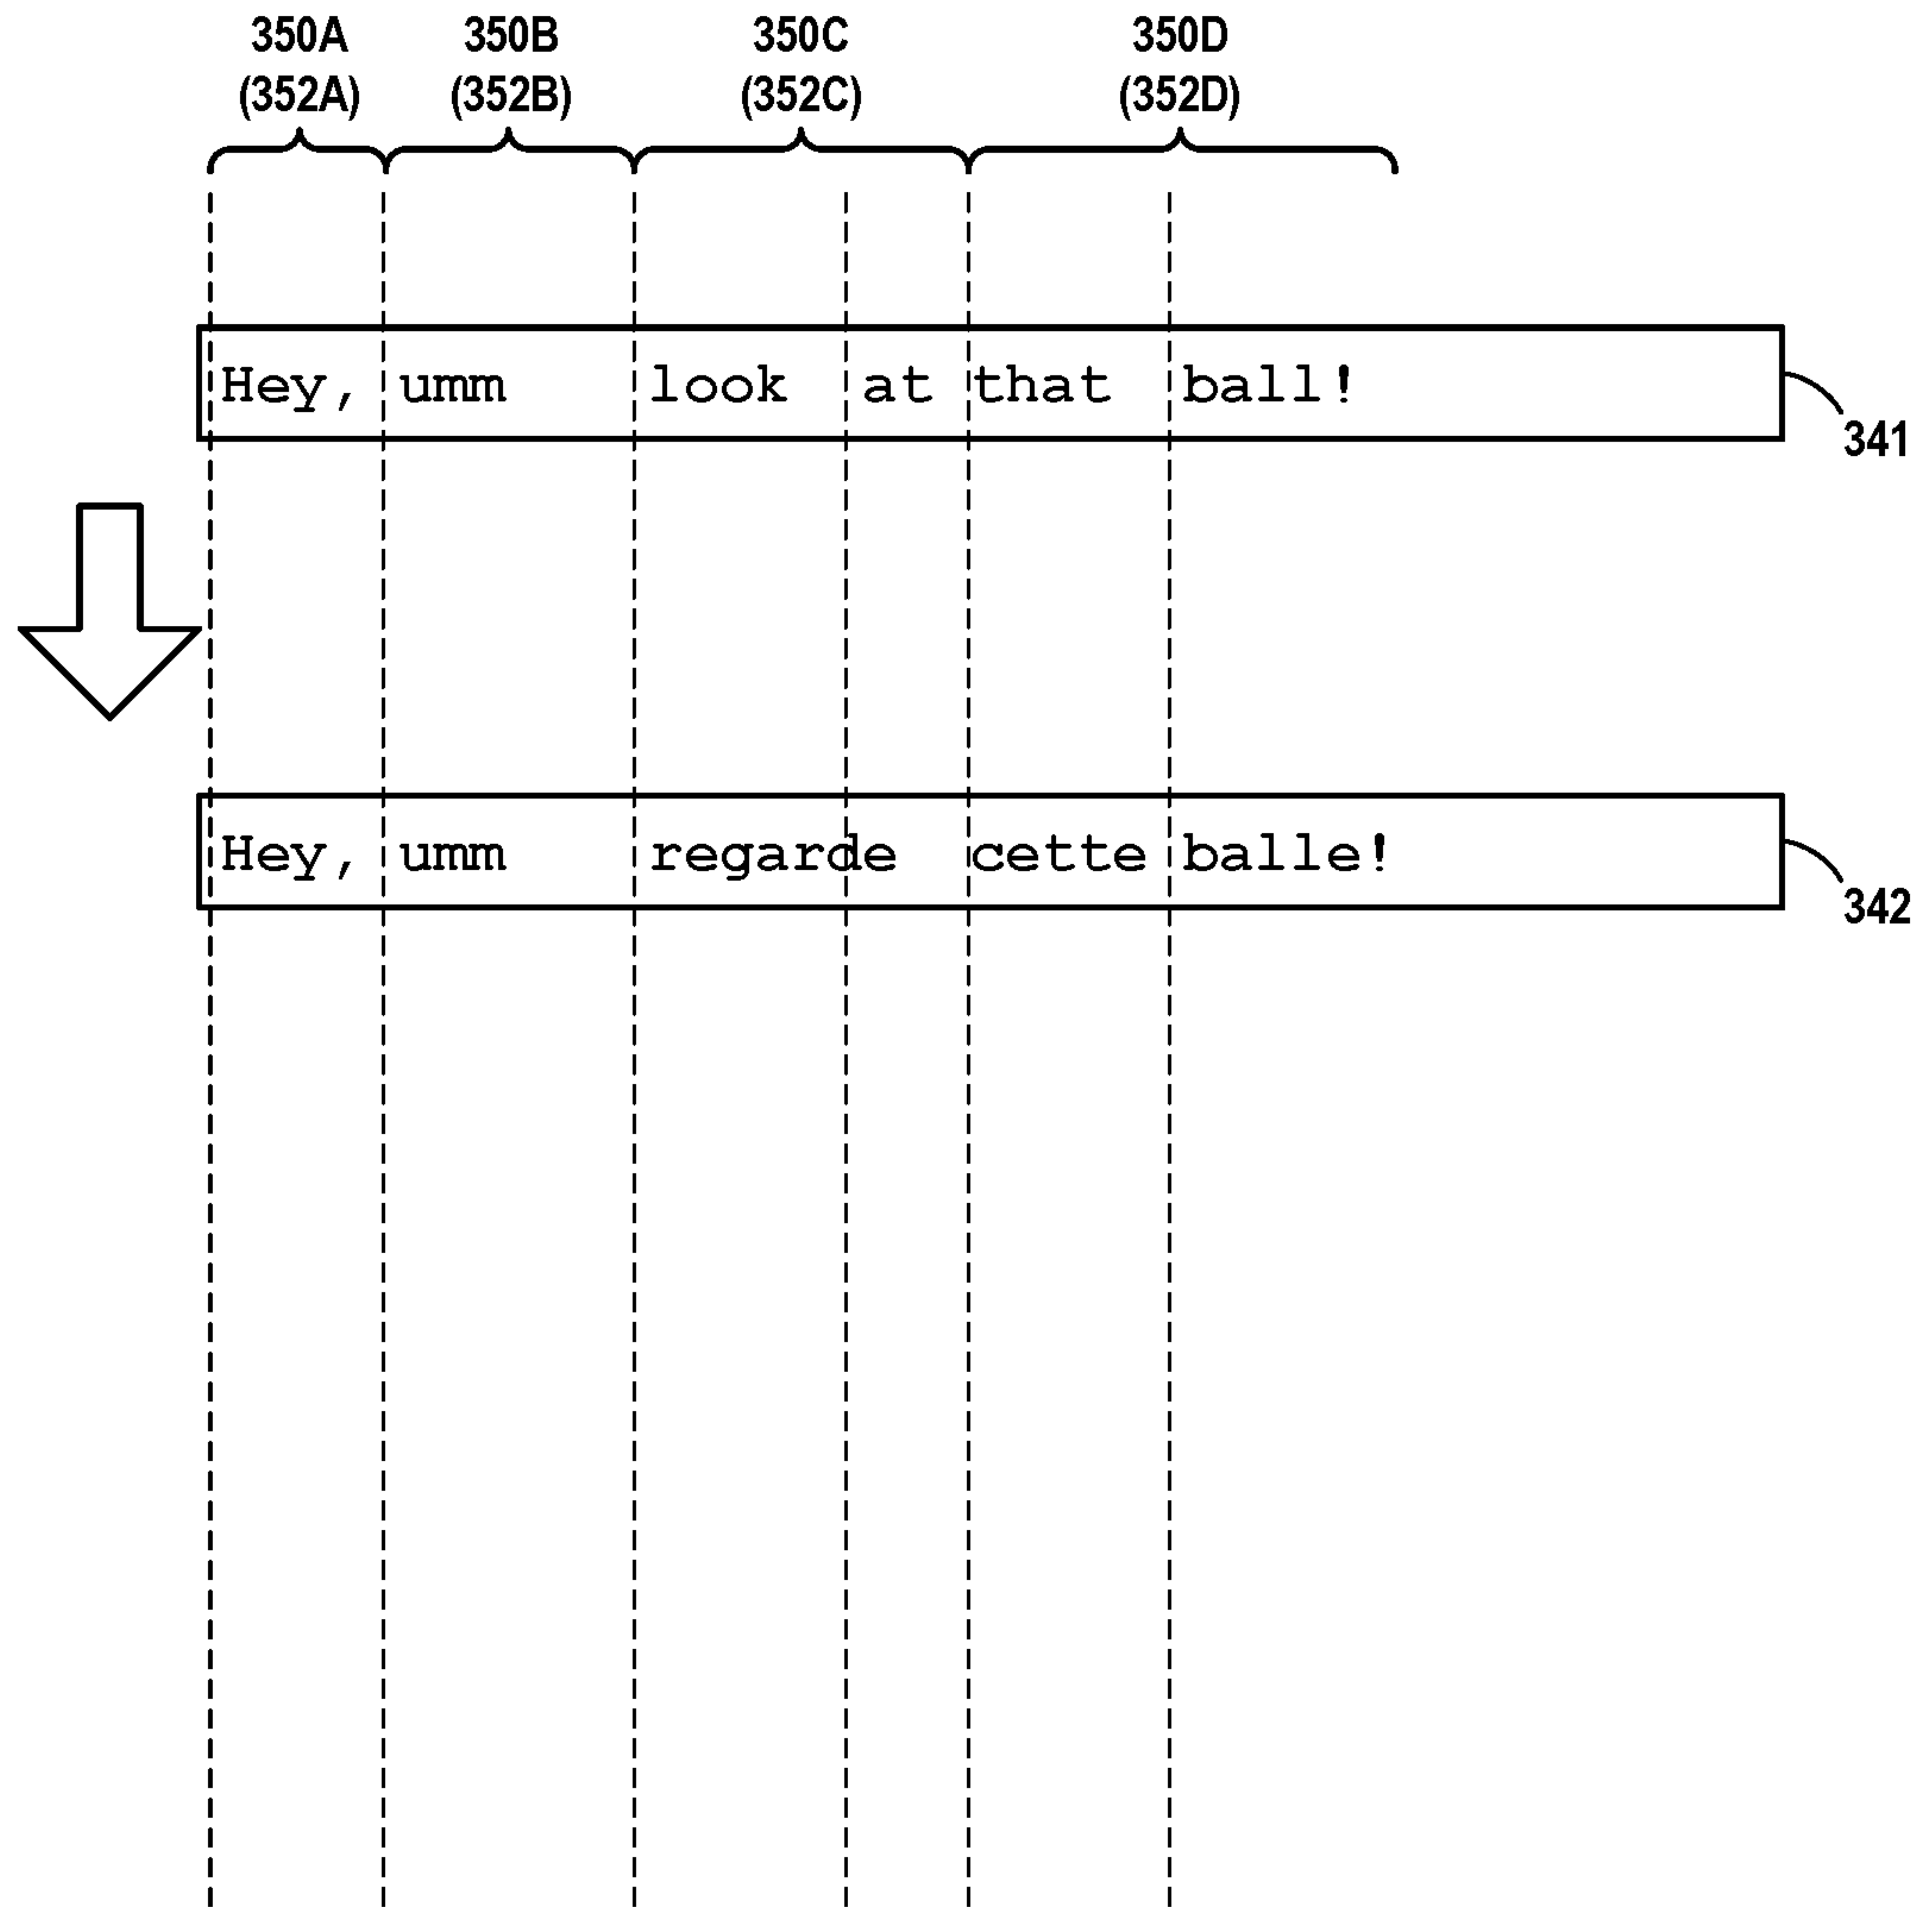 350A 350B 350C 350D
(352A) (352B) (352C) (352D)
Hey, umm look at that ball!
341
Hey, umm regarde cette balle!
342